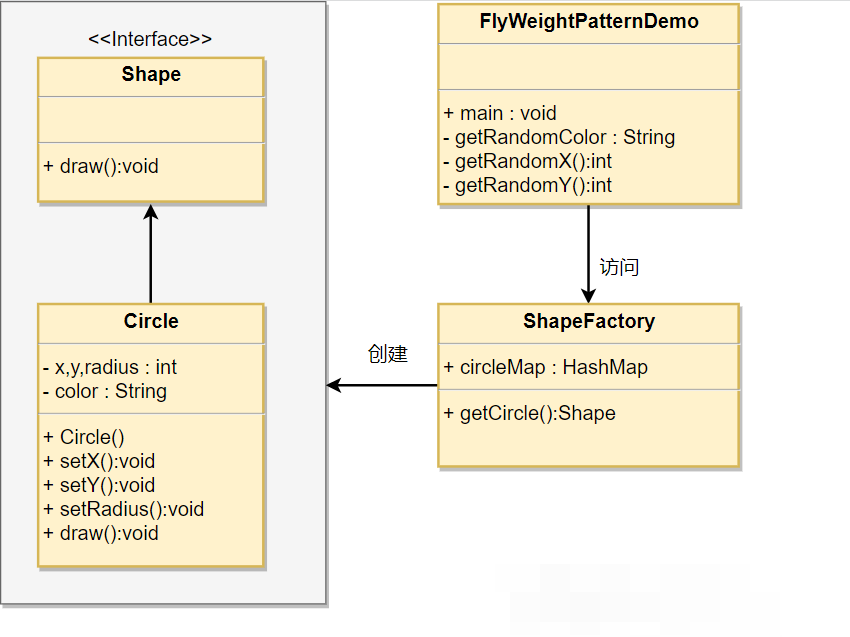 <<Interface>>
Shape
+ draw():void
Circle
- x,y,radius : int
- color : String
+ Circle()
+ setX():void
+ setY():void
+ setRadius():void
+ draw():void
FlyWeightPatternDemo
+ main : void
- getRandomColor : String
- getRandomX():int
- getRandomY():int
访问
ShapeFactory
+ circleMap : HashMap
+ getCircle():Shape
创建